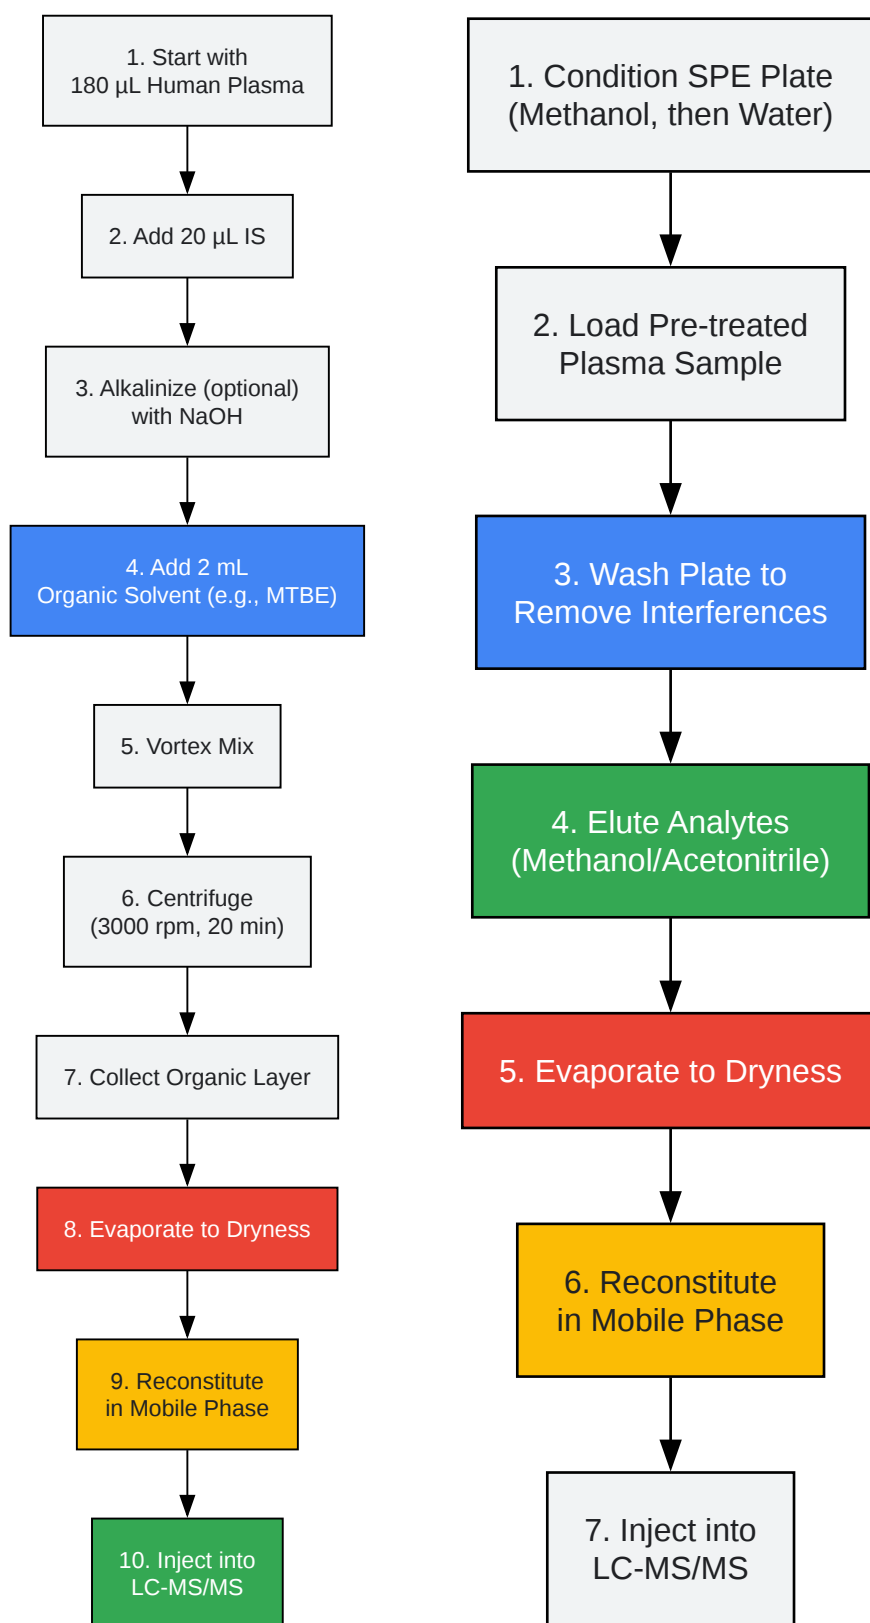 1. Start with
180 µL Human Plasma
2. Add 20 µL IS
3. Alkalinize (optional)
with NaOH
4. Add 2 mL
Organic Solvent (e.g., MTBE)
5. Vortex Mix
6. Centrifuge
(3000 rpm, 20 min)
7. Collect Organic Layer
8. Evaporate to Dryness
9. Reconstitute
in Mobile Phase
10. Inject into
LC-MS/MS
1. Condition SPE Plate
(Methanol, then Water)
2. Load Pre-treated
Plasma Sample
3. Wash Plate to
Remove Interferences
4. Elute Analytes
(Methanol/Acetonitrile)
5. Evaporate to Dryness
6. Reconstitute
in Mobile Phase
7. Inject into
LC-MS/MS